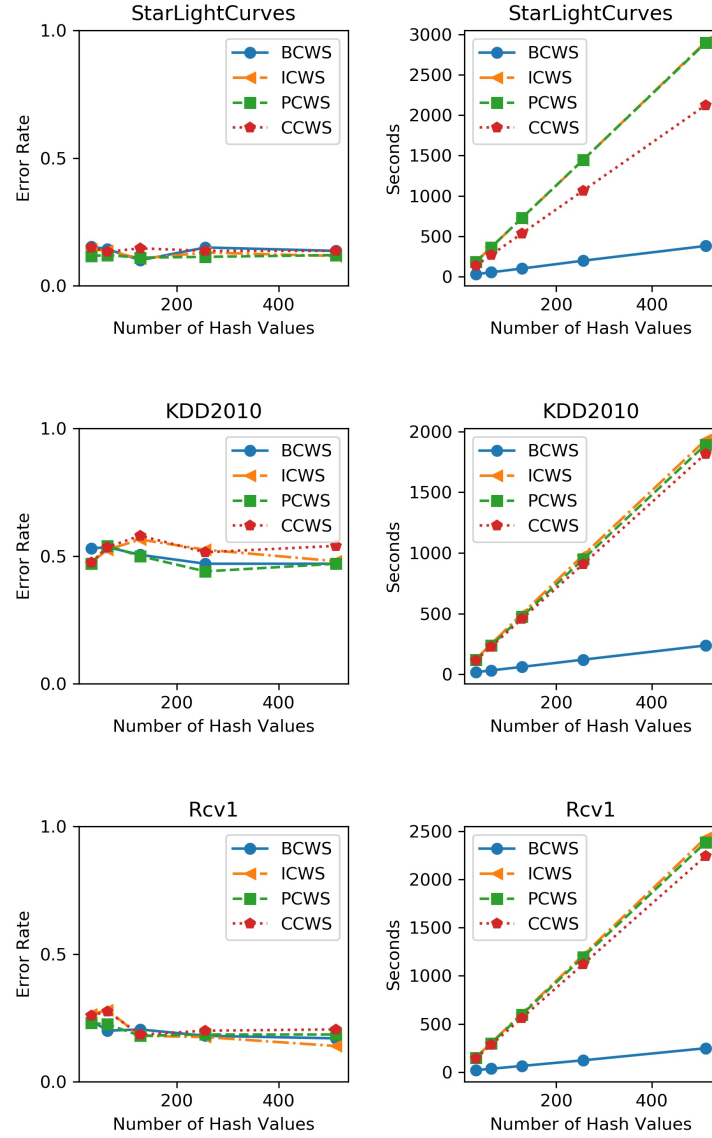 StarLightCurves
1.0
0.5
0.0
Error Rate
BCWS
ICWS
PCWS
CCWS
200
400
Number of Hash Values
StarLightCurves
3000
2500
2000
1500
1000
500
0
Seconds
BCWS
ICWS
PCWS
CCWS
200
400
Number of Hash Values
KDD2010
1.0
0.5
0.0
Error Rate
BCWS
ICWS
PCWS
CCWS
200
400
Number of Hash Values
KDD2010
2000
1500
1000
500
0
Seconds
BCWS
ICWS
PCWS
CCWS
200
400
Number of Hash Values
Rcv1
1.0
0.5
0.0
Error Rate
BCWS
ICWS
PCWS
CCWS
200
400
Number of Hash Values
Rcv1
2500
2000
1500
1000
500
0
Seconds
BCWS
ICWS
PCWS
CCWS
200
400
Number of Hash Values